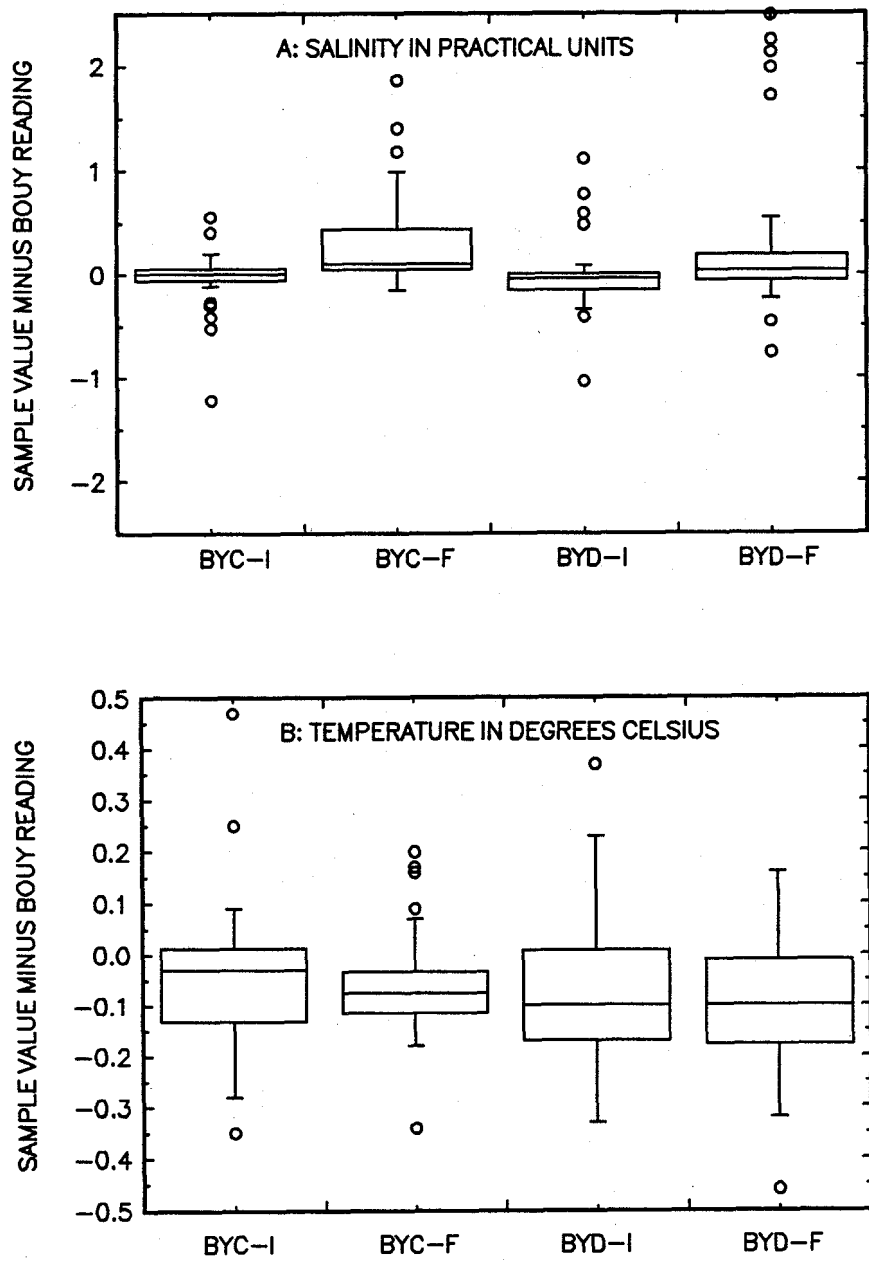 A: SALINITY IN PRACTICAL UNITS
SAMPLE VALUE MINUS BOUY READING
2
1
0
−1
−2
BYC−I BYC−F BYD−I BYD−F
B: TEMPERATURE IN DEGREES CELSIUS
SAMPLE VALUE MINUS BOUY READING
0.5
0.4
0.3
0.2
0.1
0.0
−0.1
−0.2
−0.3
−0.4
−0.5
BYC−I BYC−F BYD−I BYD−F